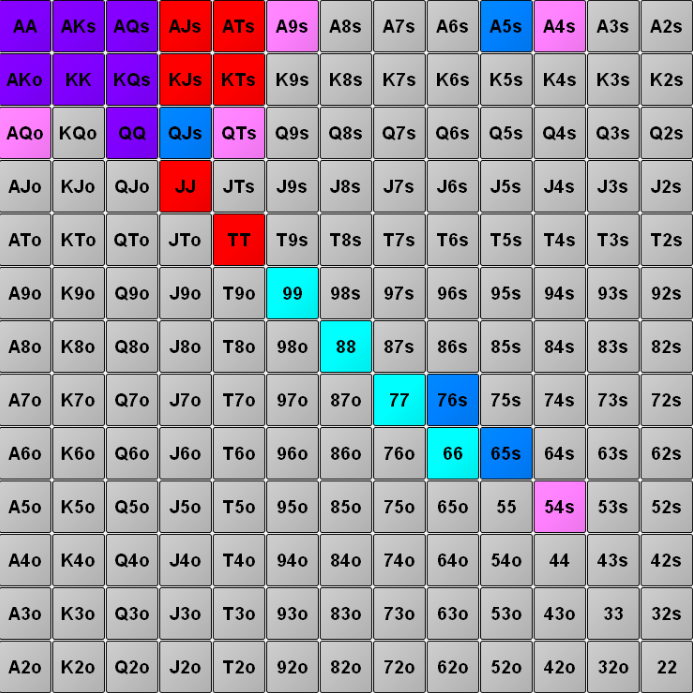 AA AKs AQs AJs ATs A9s A8s A7s A6s A5s A4s A3s A2s
AKo KK KQs KJs KTs K9s K8s K7s K6s K5s K4s K3s K2s
AQo KQo QQ QJs QTs Q9s Q8s Q7s Q6s Q5s Q4s Q3s Q2s
AJo KJo QJo JJ JTs J9s J8s J7s J6s J5s J4s J3s J2s
ATo KTo QTo JTo TT T9s T8s T7s T6s T5s T4s T3s T2s
A9o K9o Q9o J9o T9o 99 98s 97s 96s 95s 94s 93s 92s
A8o K8o Q8o J8o T8o 98o 88 87s 86s 85s 84s 83s 82s
A7o K7o Q7o J7o T7o 97o 87o 77 76s 75s 74s 73s 72s
A6o K6o Q6o J6o T6o 96o 86o 76o 66 65s 64s 63s 62s
A5o K5o Q5o J5o T5o 95o 85o 75o 65o 55 54s 53s 52s
A4o K4o Q4o J4o T4o 94o 84o 74o 64o 54o 44 43s 42s
A3o K3o Q3o J3o T3o 93o 83o 73o 63o 53o 43o 33 32s
A2o K2o Q2o J2o T2o 92o 82o 72o 62o 52o 42o 32o 22